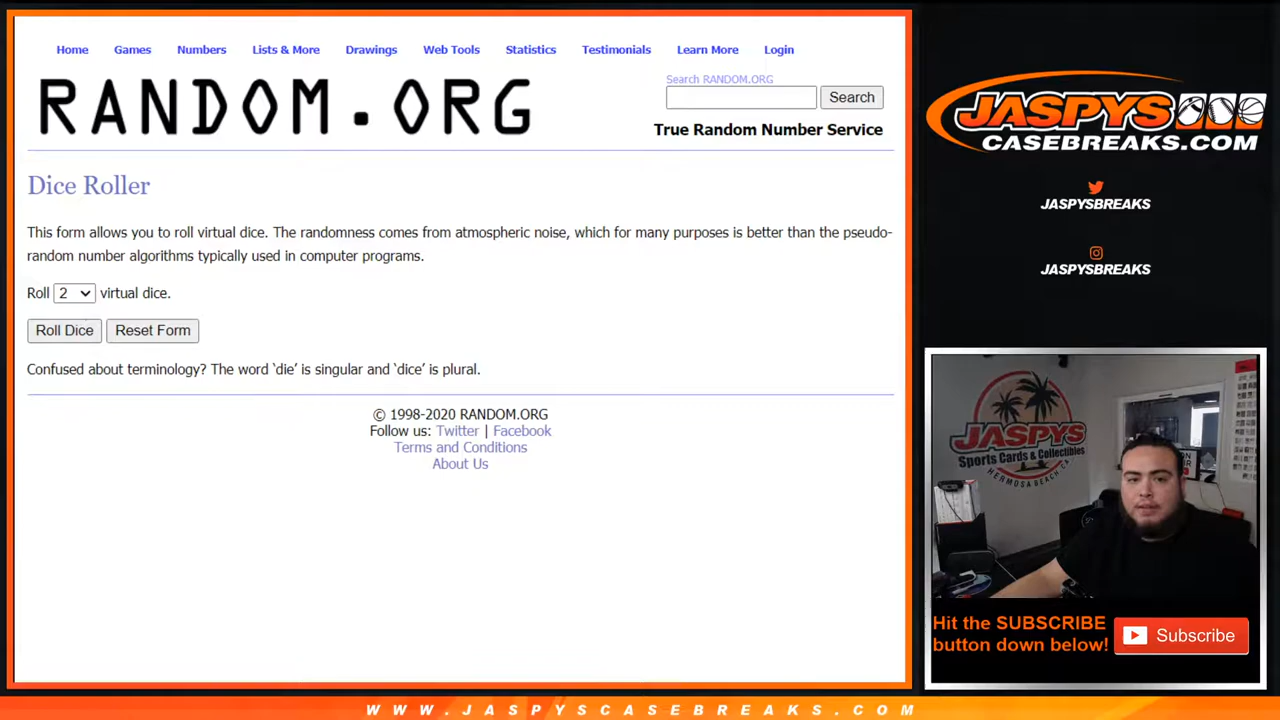 Home Games Numbers Lists & More Drawings Web Tools Statistics Testimonials Learn More Login
RANDOM.ORG
Search RANDOM.ORG
Search
True Random Number Service
Dice Roller
This form allows you to roll virtual dice. The randomness comes from atmospheric noise, which for many purposes is better than the pseudo-
random number algorithms typically used in computer programs.
Roll 2 virtual dice.
Roll Dice Reset Form
Confused about terminology? The word ‘die’ is singular and ‘dice’ is plural.
© 1998-2020 RANDOM.ORG
Follow us: Twitter | Facebook
Terms and Conditions
About Us
JASPYS
CASEBREAKS.COM
JASPYSBREAKS
JASPYSBREAKS
JASPYS
Sports Cards & Collectibles
HERMOSA BEACH, CA
Hit the SUBSCRIBE
button down below!
Subscribe
WWW.JASPYSCASEBREAKS.COM